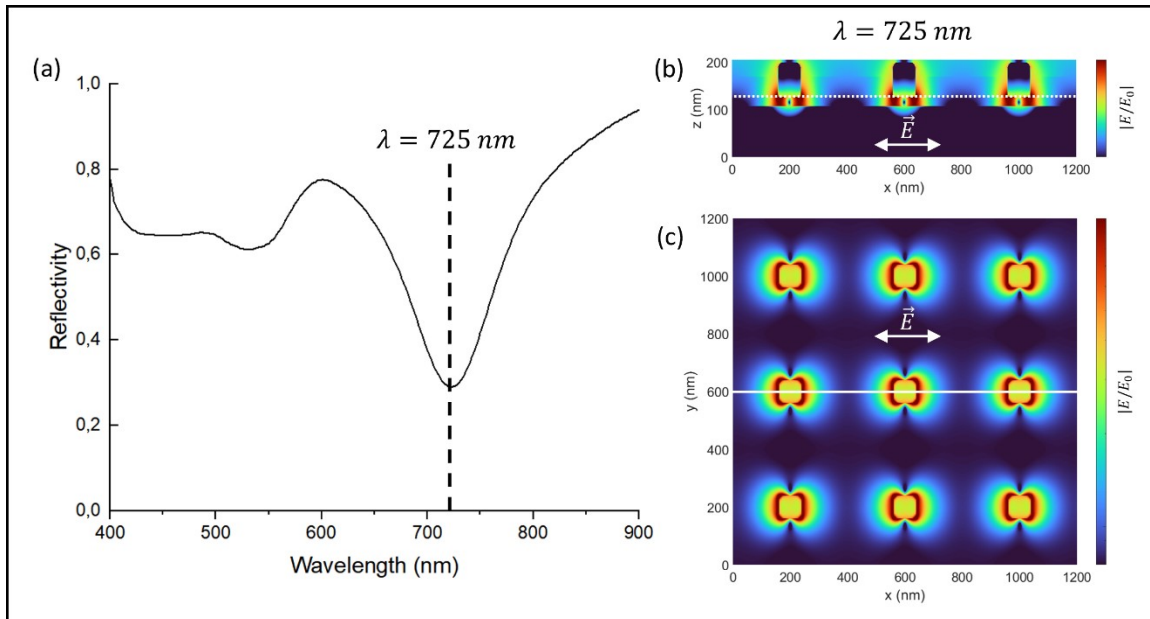 (a)
1,0
0,8
0,6
0,4
0,2
0,0
Reflectivity
400 500 600 700 800 900
Wavelength (nm)
λ = 725 nm
λ = 725 nm
(b)
200
100
0
z (nm)
E⃗
0 200 400 600 800 1000 1200
x (nm)
|E/E₀|
(c)
1200
1000
800
600
400
200
0
y (nm)
E⃗
0 200 400 600 800 1000 1200
x (nm)
|E/E₀|